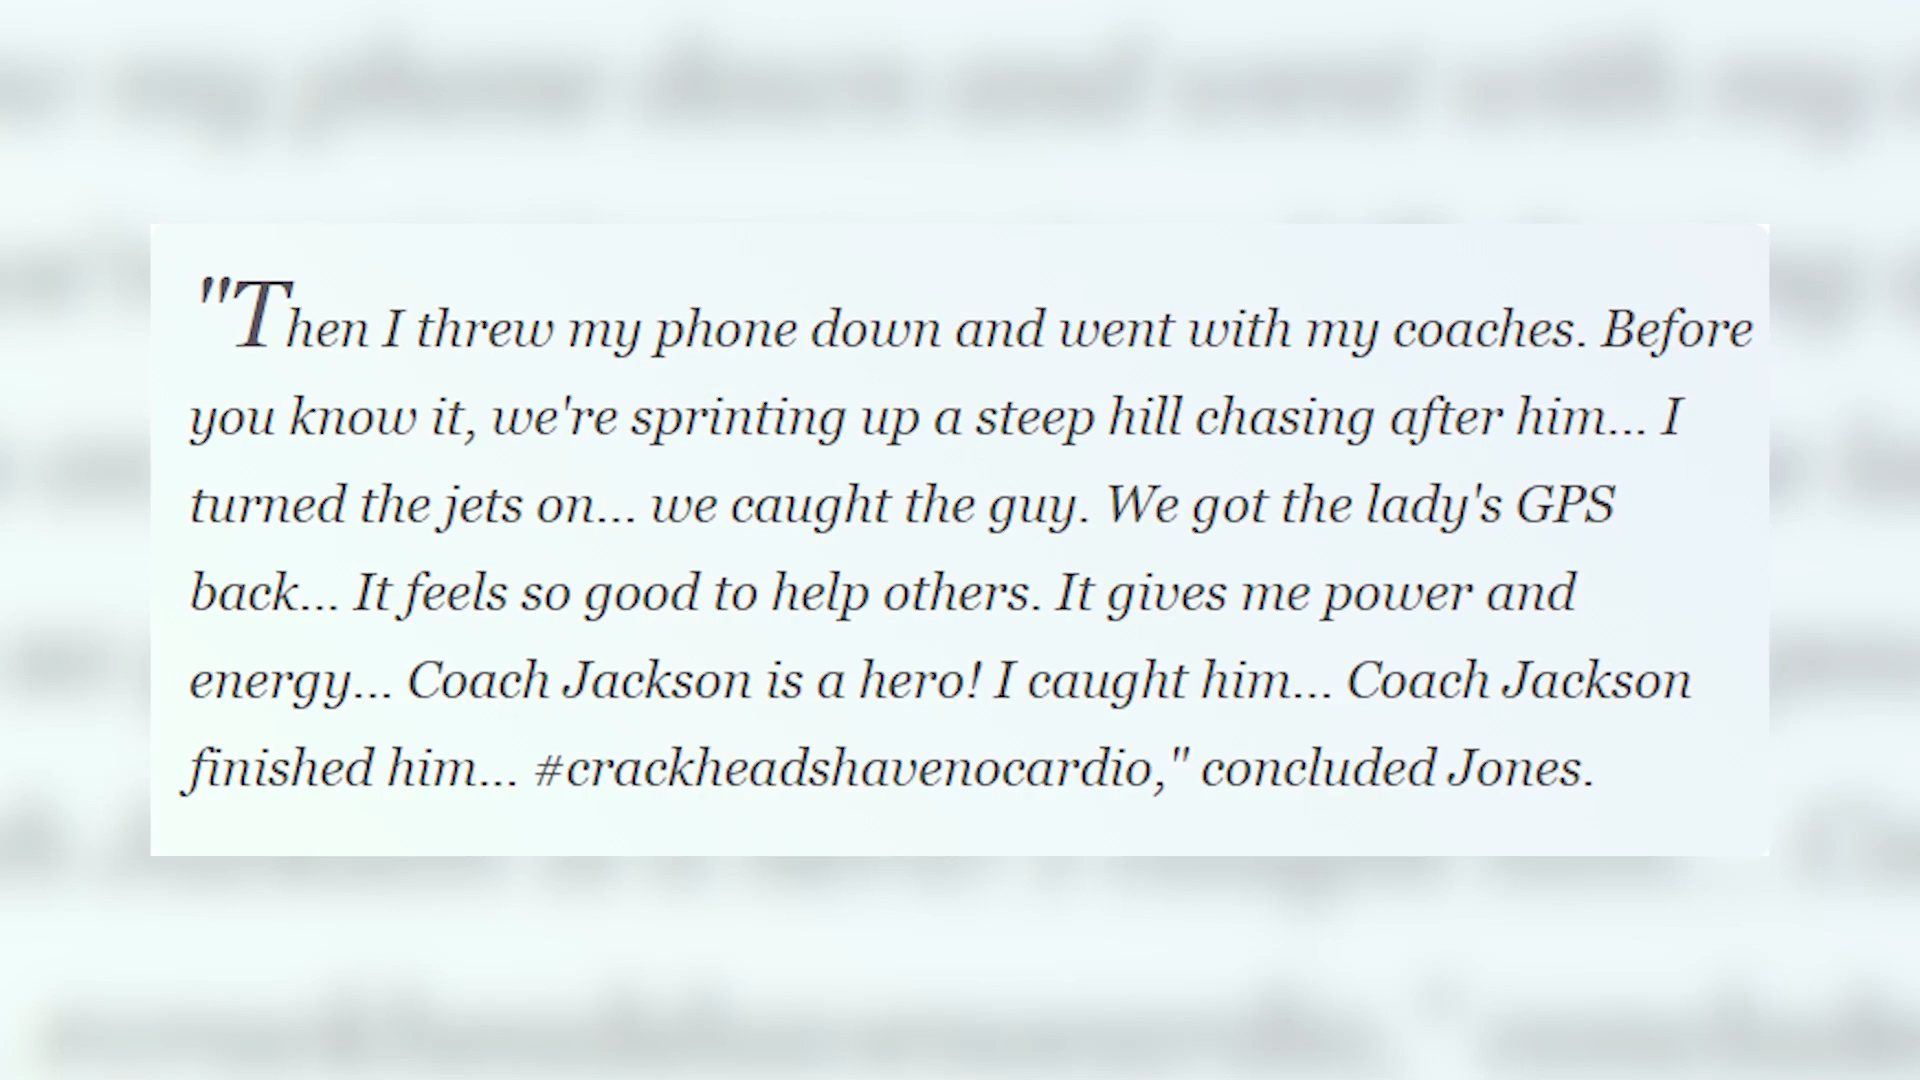 "Then I threw my phone down and went with my coaches. Before
you know it, we're sprinting up a steep hill chasing after him... I
turned the jets on... we caught the guy. We got the lady's GPS
back... It feels so good to help others. It gives me power and
energy... Coach Jackson is a hero! I caught him... Coach Jackson
finished him... #crackheadshavenocardio," concluded Jones.